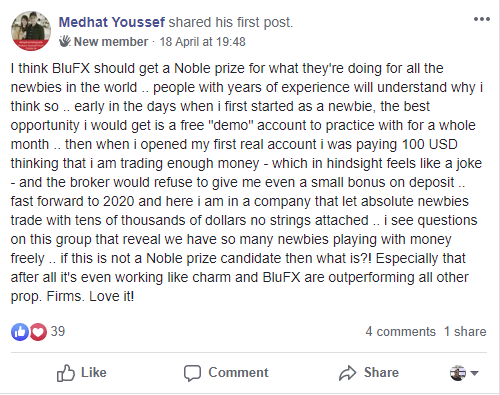 Medhat Youssef shared his first post.
New member · 18 April at 19:48
I think BluFX should get a Noble prize for what they're doing for all the
newbies in the world .. people with years of experience will understand why i
think so .. early in the days when i first started as a newbie, the best
opportunity i would get is a free "demo" account to practice with for a whole
month .. then when i opened my first real account i was paying 100 USD
thinking that i am trading enough money - which in hindsight feels like a joke
- and the broker would refuse to give me even a small bonus on deposit ..
fast forward to 2020 and here i am in a company that let absolute newbies
trade with tens of thousands of dollars no strings attached .. i see questions
on this group that reveal we have so many newbies playing with money
freely .. if this is not a Noble prize candidate then what is?! Especially that
after all it's even working like charm and BluFX are outperforming all other
prop. Firms. Love it!
39 4 comments 1 share
Like Comment Share